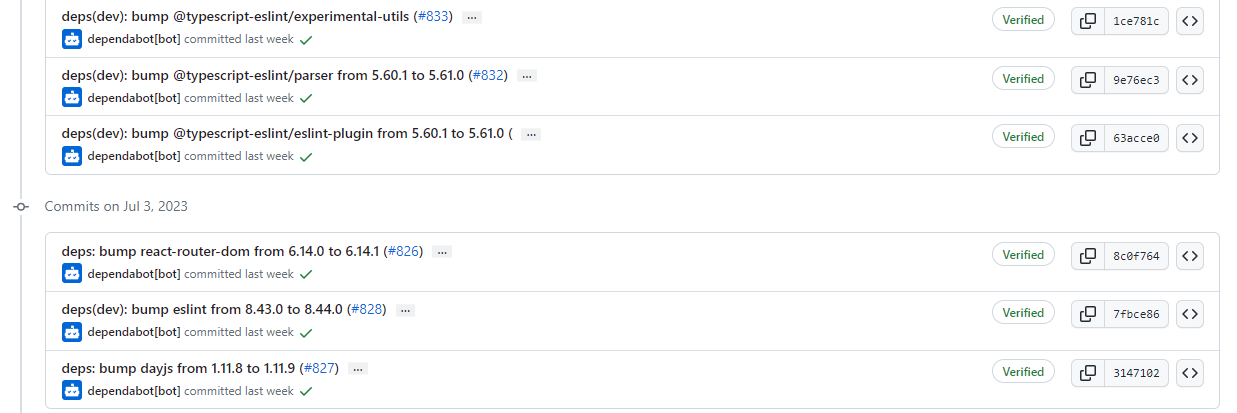 deps(dev): bump @typescript-eslint/experimental-utils (#833) ... Verified 1ce781c
dependabot[bot] committed last week
deps(dev): bump @typescript-eslint/parser from 5.60.1 to 5.61.0 (#832) ... Verified 9e76ec3
dependabot[bot] committed last week
deps(dev): bump @typescript-eslint/eslint-plugin from 5.60.1 to 5.61.0 ( ... Verified 63acce0
dependabot[bot] committed last week
Commits on Jul 3, 2023
deps: bump react-router-dom from 6.14.0 to 6.14.1 (#826) ... Verified 8c0f764
dependabot[bot] committed last week
deps(dev): bump eslint from 8.43.0 to 8.44.0 (#828) ... Verified 7fbce86
dependabot[bot] committed last week
deps: bump dayjs from 1.11.8 to 1.11.9 (#827) ... Verified 3147102
dependabot[bot] committed last week